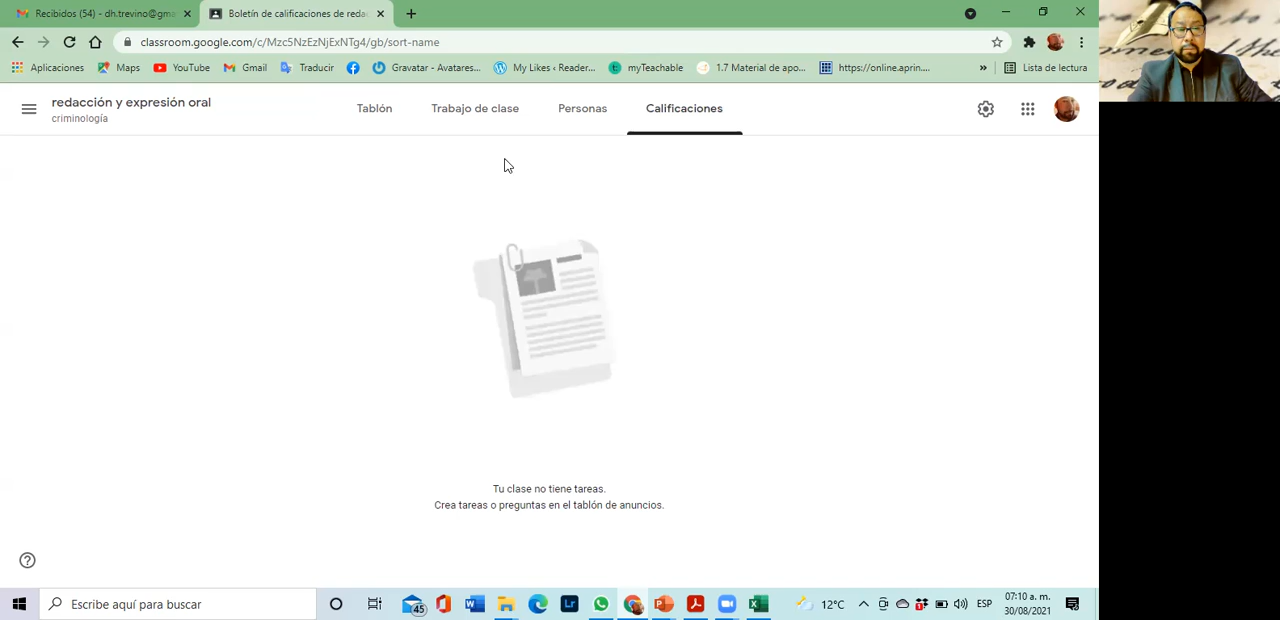 Recibidos (54) - dh.trevino@gma
Boletín de calificaciones de reda
classroom.google.com/c/Mzc5NzEzNjExNTg4/gb/sort-name
Aplicaciones
Maps
YouTube
Gmail
Traducir
Gravatar - Avatares...
My Likes ‹ Reader...
myTeachable
1.7 Material de apo...
https://online.aprin....
»
Lista de lectura
redacción y expresión oral
criminología
Tablón
Trabajo de clase
Personas
Calificaciones
Tu clase no tiene tareas.
Crea tareas o preguntas en el tablón de anuncios.
Escribe aquí para buscar
45
12°C
ESP
07:10 a. m.
30/08/2021